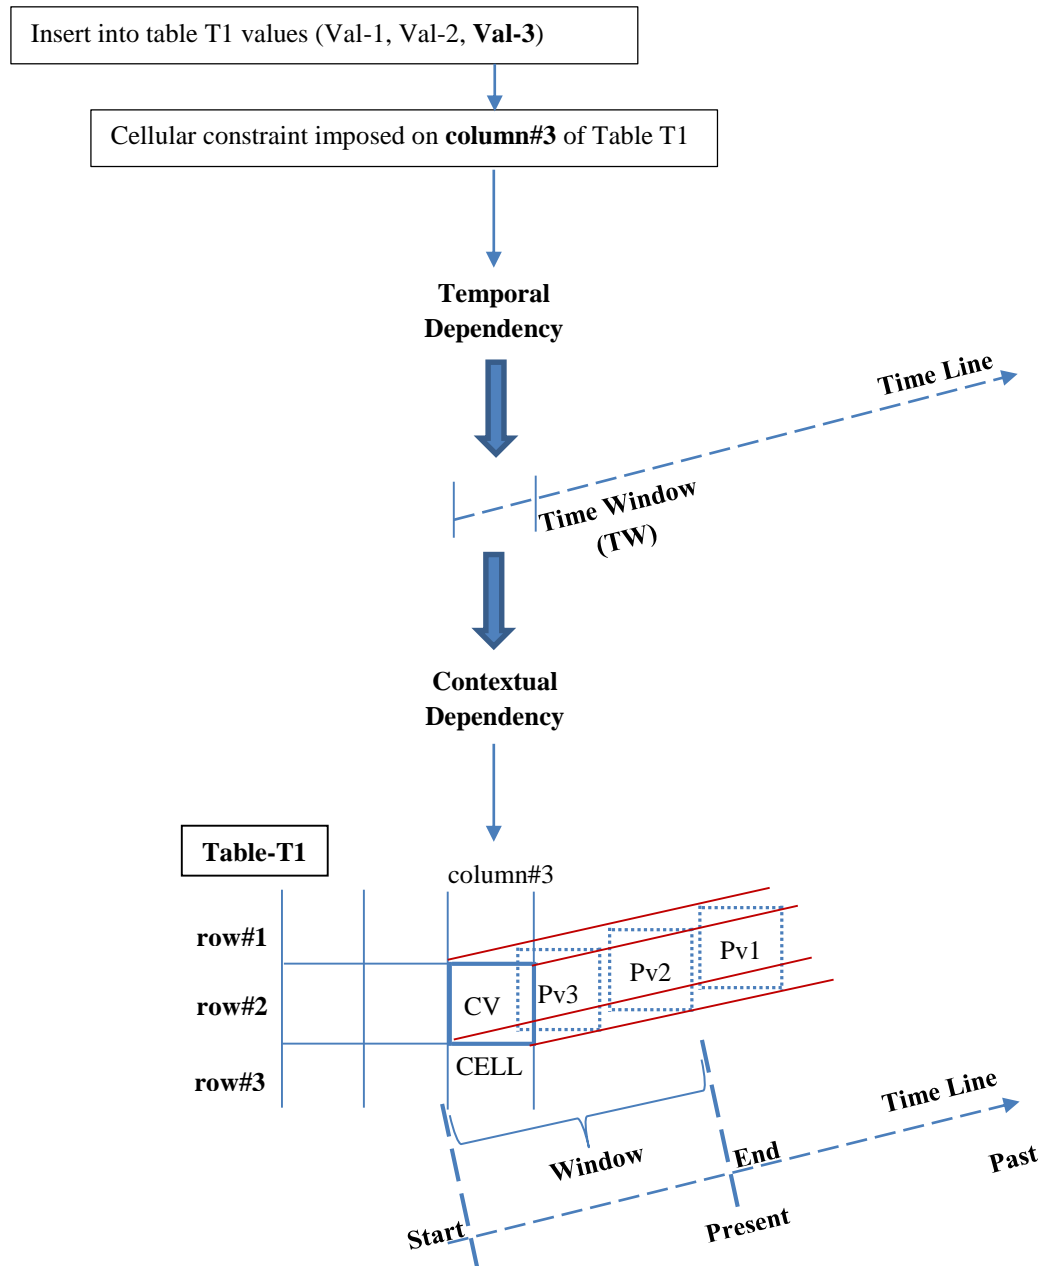 Insert into table T1 values (Val-1, Val-2, Val-3)
Cellular constraint imposed on column#3 of Table T1
Temporal
Dependency
Time Line
Time Window
(TW)
Contextual
Dependency
Table-T1
column#3
row#1
Pv1
Pv2
row#2
CV
Pv3
CELL
row#3
Time Line
Window
End
Past
Start
Present